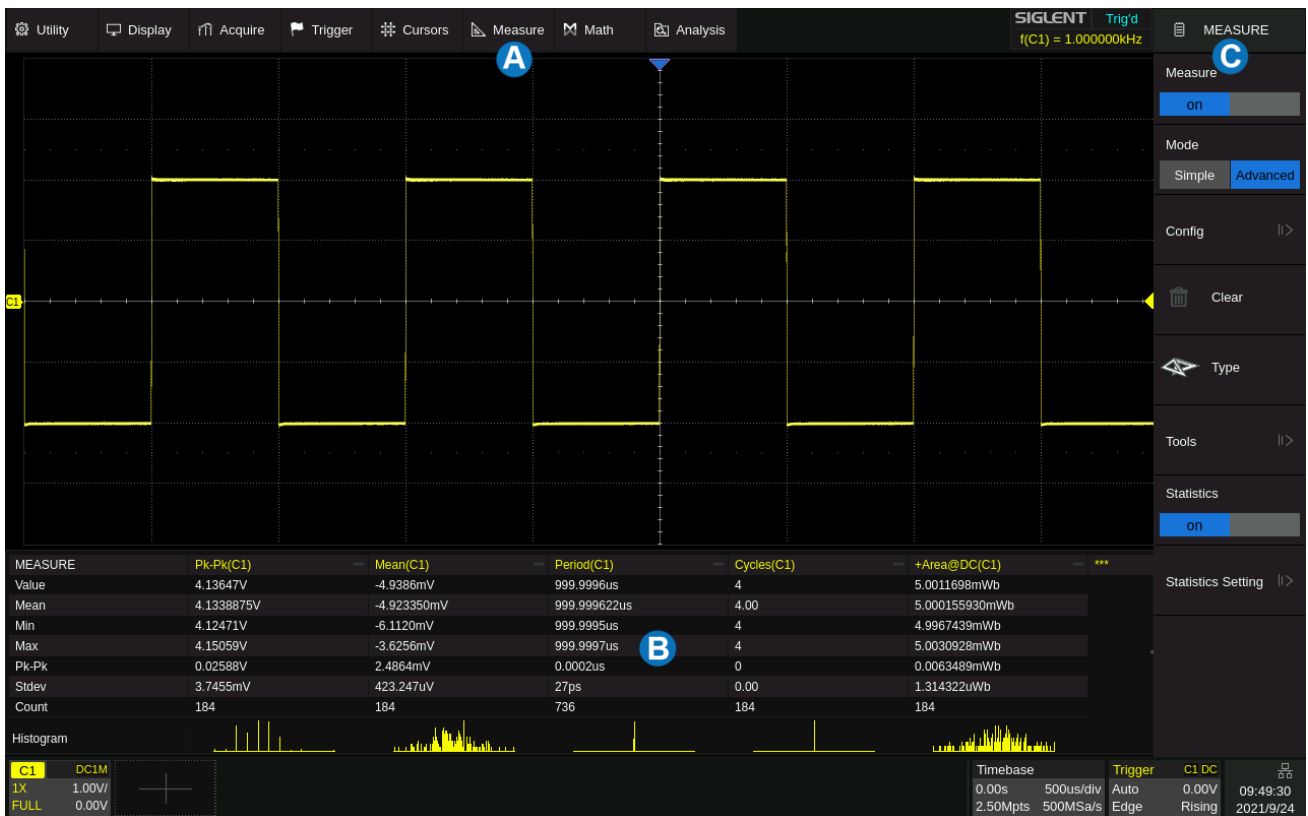 Utility Display Acquire Trigger Cursors Measure Math Analysis
SIGLENT Trig'd
f(C1) = 1.000000kHz
A
C1
MEASURE
C
Measure
on
Mode
Simple Advanced
Config
Clear
Type
Tools
Statistics
on
Statistics Setting
MEASURE Pk-Pk(C1) Mean(C1) Period(C1) Cycles(C1) +Area@DC(C1) ***
Value 4.13647V -4.9386mV 999.9996us 4 5.0011698mWb
Mean 4.1338875V -4.923350mV 999.999622us 4.00 5.000155930mWb
Min 4.12471V -6.1120mV 999.9995us 4 4.9967439mWb
Max 4.15059V -3.6256mV 999.9997us 4 5.0030928mWb
B
Pk-Pk 0.02588V 2.4864mV 0.0002us 0 0.0063489mWb
Stdev 3.7455mV 423.247uV 27ps 0.00 1.314322uWb
Count 184 184 736 184 184
Histogram
C1 DC1M
1X 1.00V/
FULL 0.00V
Timebase
0.00s 500us/div
2.50Mpts 500MSa/s
Trigger C1 DC
Auto 0.00V
Edge Rising
09:49:30
2021/9/24